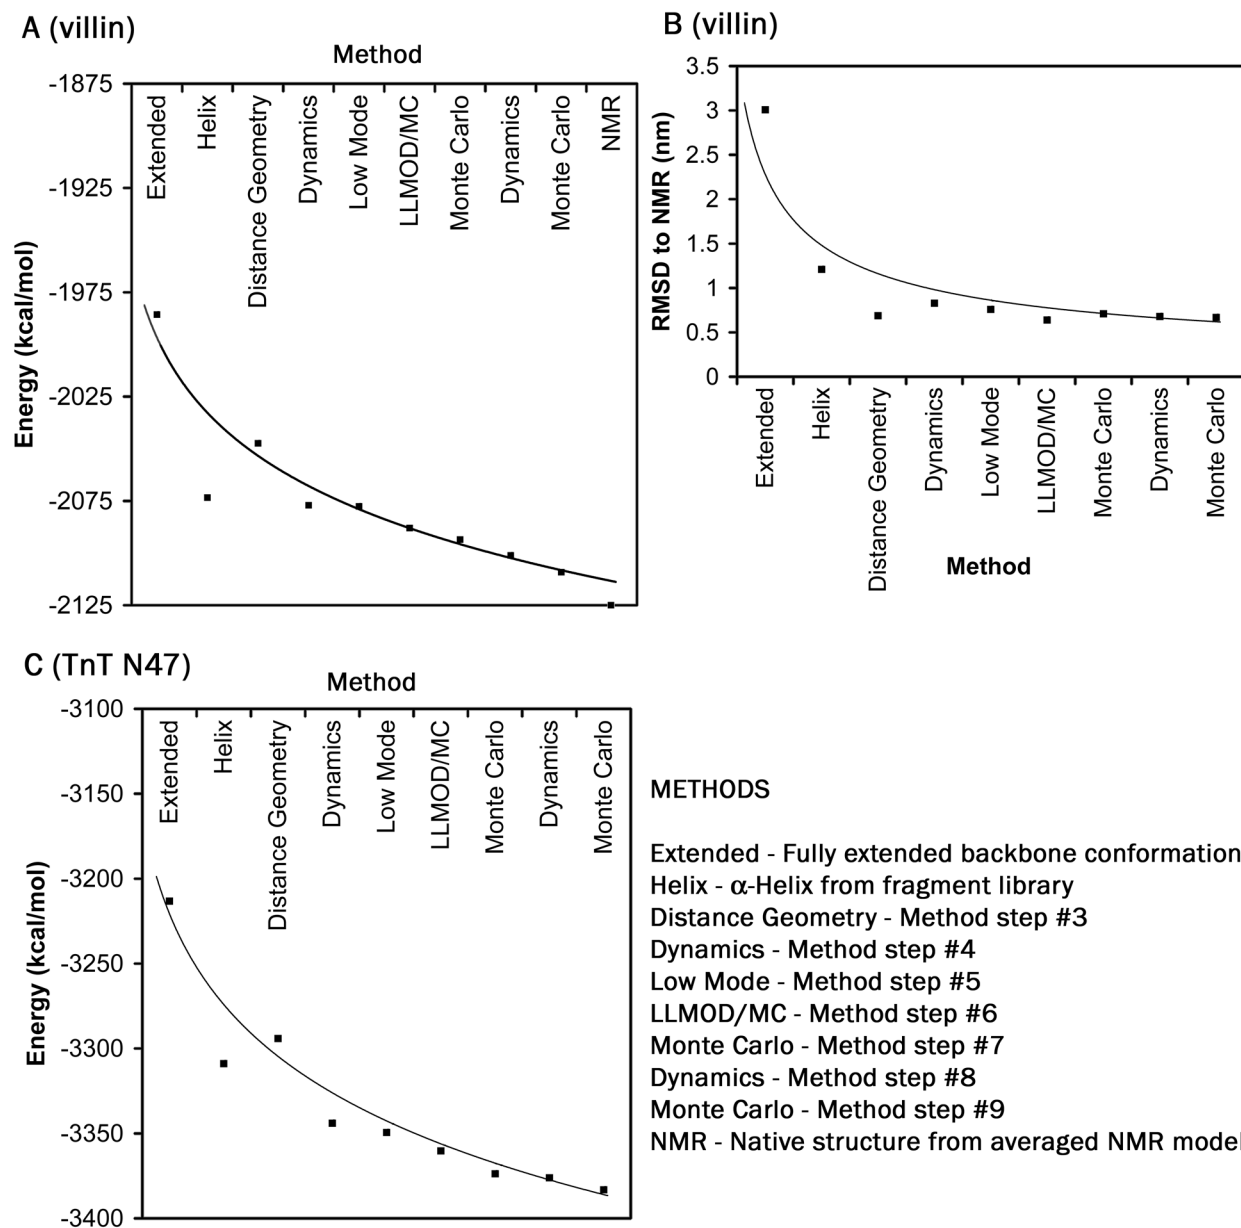 A (villin)
Method
-1875
-1925
-1975
-2025
-2075
-2125
Energy (kcal/mol)
Extended
Helix
Distance Geometry
Dynamics
Low Mode
LLMOD/MC
Monte Carlo
Dynamics
Monte Carlo
NMR
B (villin)
3.5
3
2.5
2
1.5
1
0.5
0
RMSD to NMR (nm)
Extended
Helix
Distance Geometry
Dynamics
Low Mode
LLMOD/MC
Monte Carlo
Dynamics
Monte Carlo
Method
C (TnT N47)
Method
-3100
-3150
-3200
-3250
-3300
-3350
-3400
Energy (kcal/mol)
Extended
Helix
Distance Geometry
Dynamics
Low Mode
LLMOD/MC
Monte Carlo
Dynamics
Monte Carlo
METHODS
Extended - Fully extended backbone conformation
Helix - α-Helix from fragment library
Distance Geometry - Method step #3
Dynamics - Method step #4
Low Mode - Method step #5
LLMOD/MC - Method step #6
Monte Carlo - Method step #7
Dynamics - Method step #8
Monte Carlo - Method step #9
NMR - Native structure from averaged NMR model